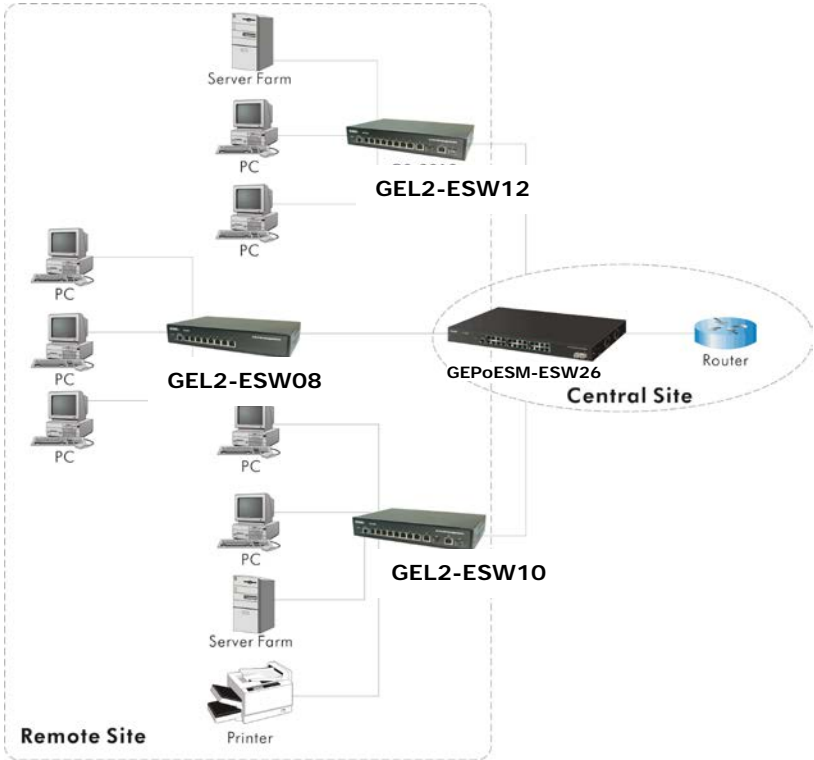 Server Farm
PC
GEL2-ESW12
PC
PC
PC
GEL2-ESW08
GEPoESM-ESW26
Router
Central Site
PC
PC
PC
GEL2-ESW10
Server Farm
Remote Site
Printer